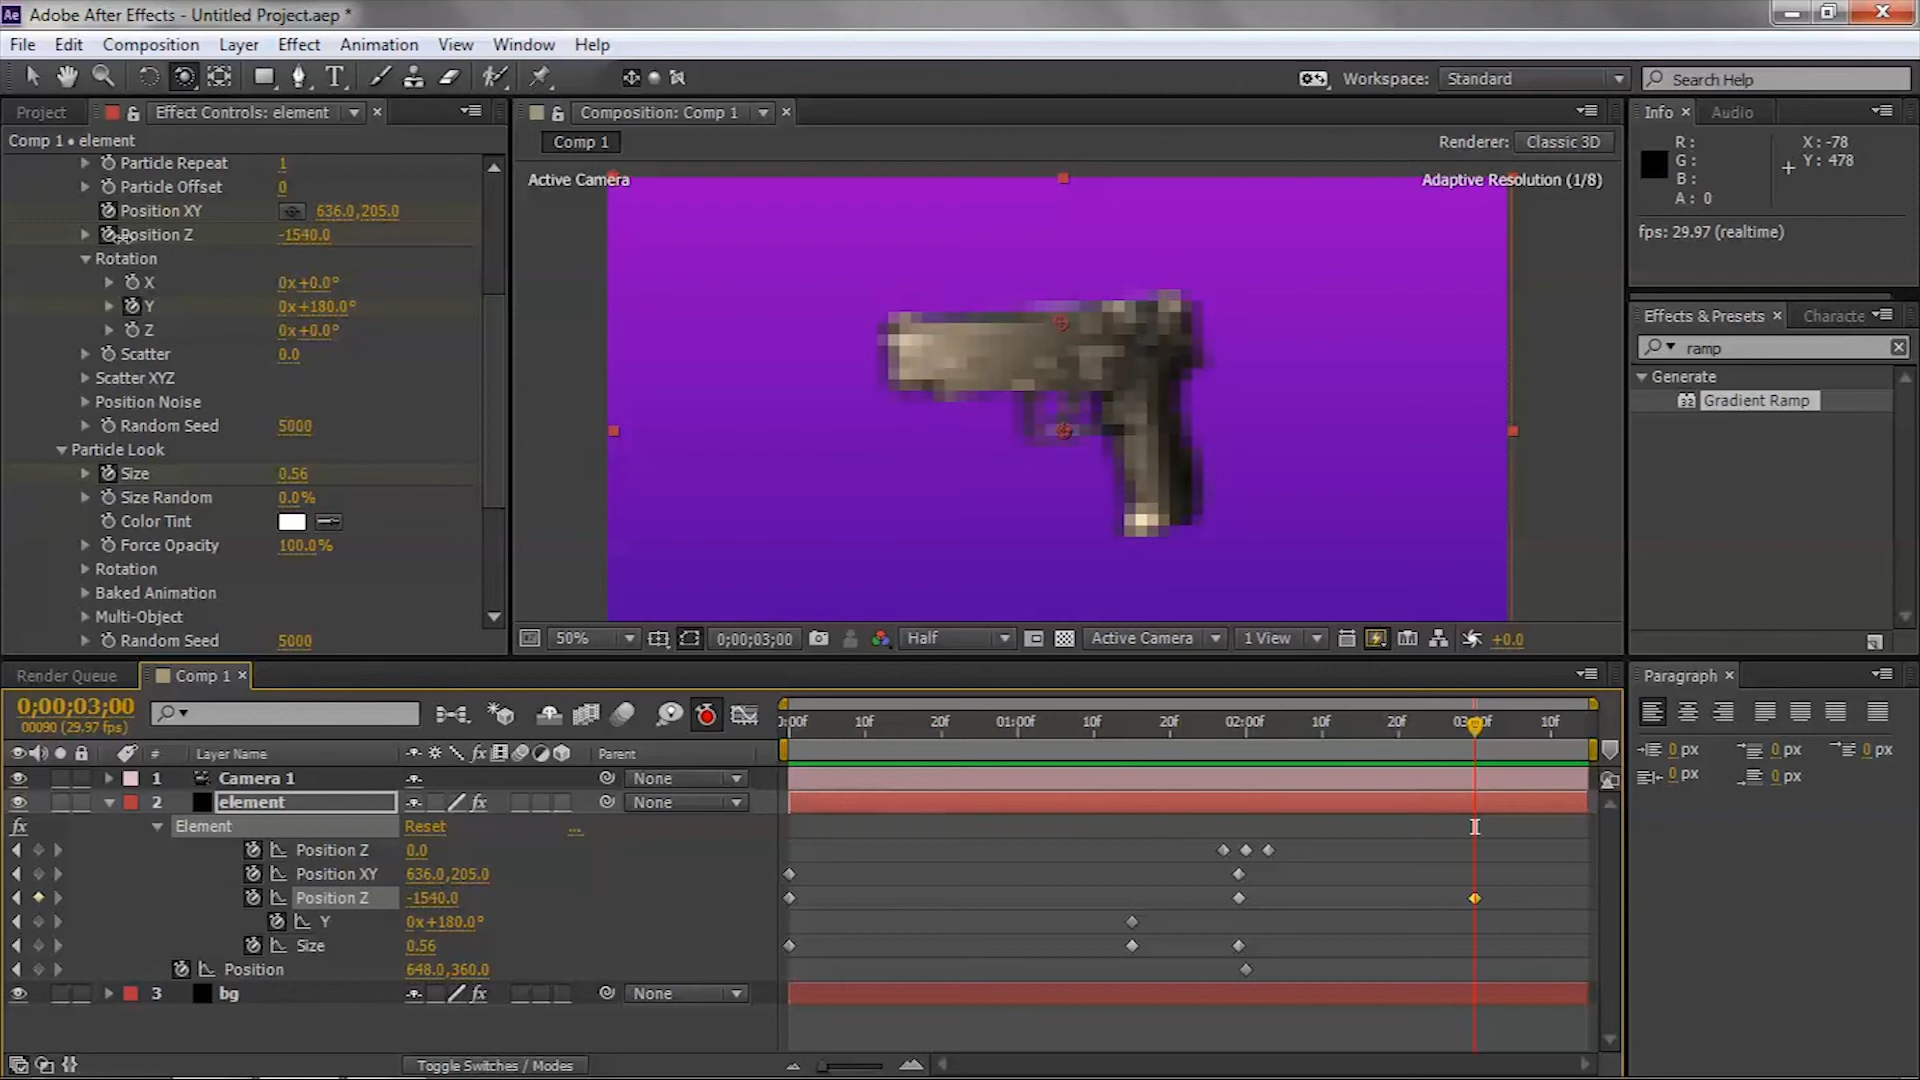 Ae Adobe After Effects - Untitled Project.aep *
File Edit Composition Layer Effect Animation View Window Help
Workspace: Standard Search Help
Project Effect Controls: element
Comp 1 • element
Particle Repeat 1
Particle Offset 0
Position XY 636.0,205.0
Position Z -1540.0
Rotation
X 0x+0.0°
Y 0x+180.0°
Z 0x+0.0°
Scatter 0.0
Scatter XYZ
Position Noise
Random Seed 5000
Particle Look
Size 0.56
Size Random 0.0%
Color Tint
Force Opacity 100.0%
Rotation
Baked Animation
Multi-Object
Random Seed 5000
Composition: Comp 1
Comp 1 Renderer: Classic 3D
Active Camera Adaptive Resolution (1/8)
50% 0;00;03;00 Half Active Camera 1 View +0.0
Info Audio
R: X: -78
G: Y: 478
B:
A: 0
fps: 29.97 (realtime)
Effects & Presets Characte
ramp
Generate
32 Gradient Ramp
Render Queue Comp 1
0;00;03;00
00090 (29.97 fps)
:00f 10f 20f 01:00f 10f 20f 02:00f 10f 20f 03:00f 10f
# Layer Name Parent
1 Camera 1 None
2 element None
fx Element Reset ...
Position Z 0.0
Position XY 636.0,205.0
Position Z -1540.0
Y 0x+180.0°
Size 0.56
Position 648.0,360.0
3 bg fx None
Toggle Switches / Modes
Paragraph
0 px 0 px 0 px
0 px 0 px